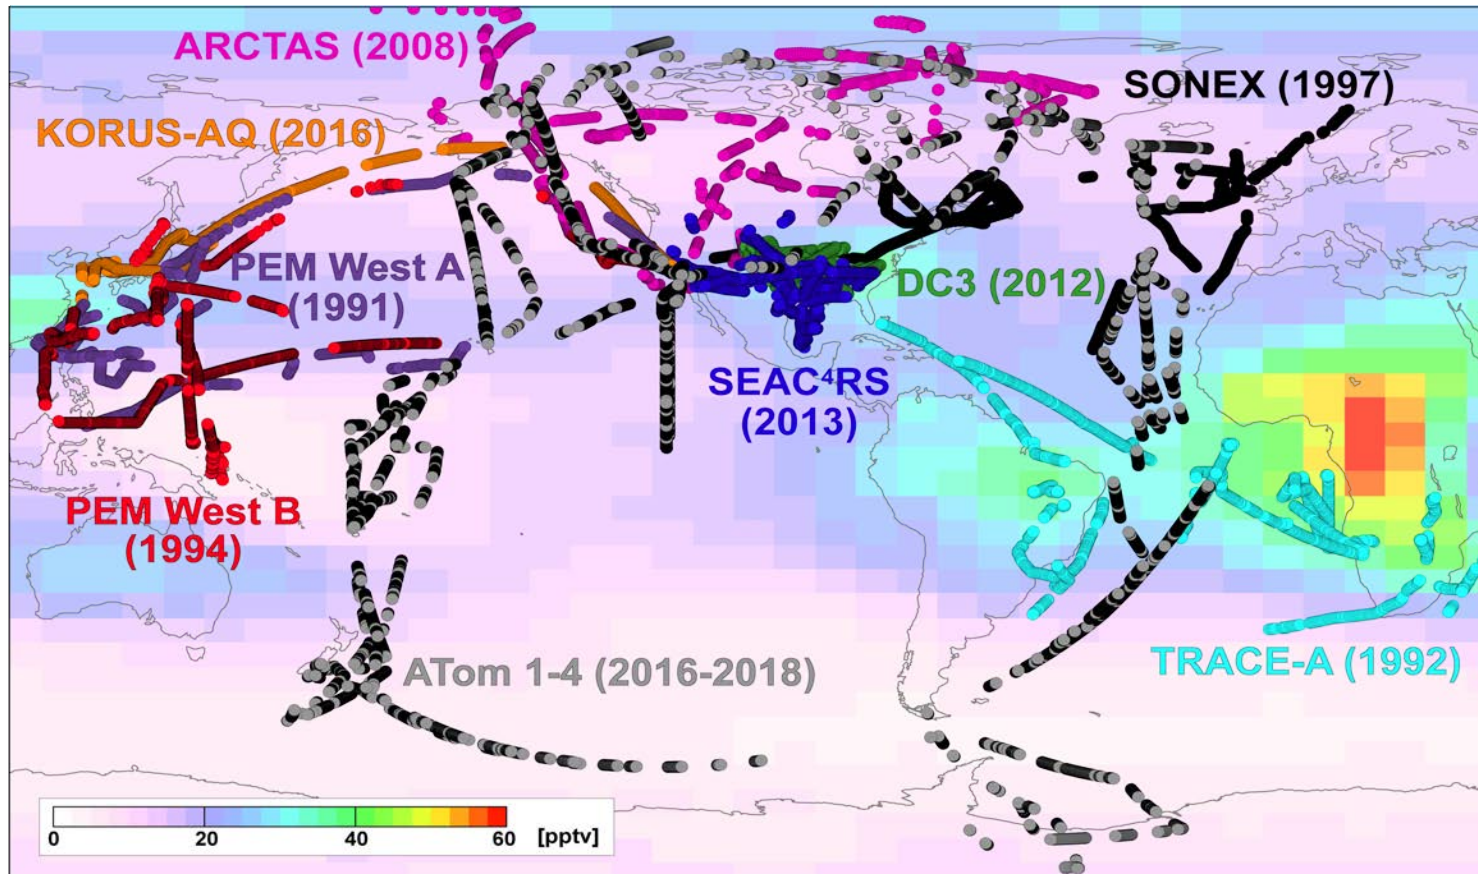 ARCTAS (2008)
SONEX (1997)
KORUS-AQ (2016)
PEM West A
(1991)
DC3 (2012)
SEAC⁴RS
(2013)
PEM West B
(1994)
ATom 1-4 (2016-2018)
TRACE-A (1992)
0 20 40 60 [pptv]